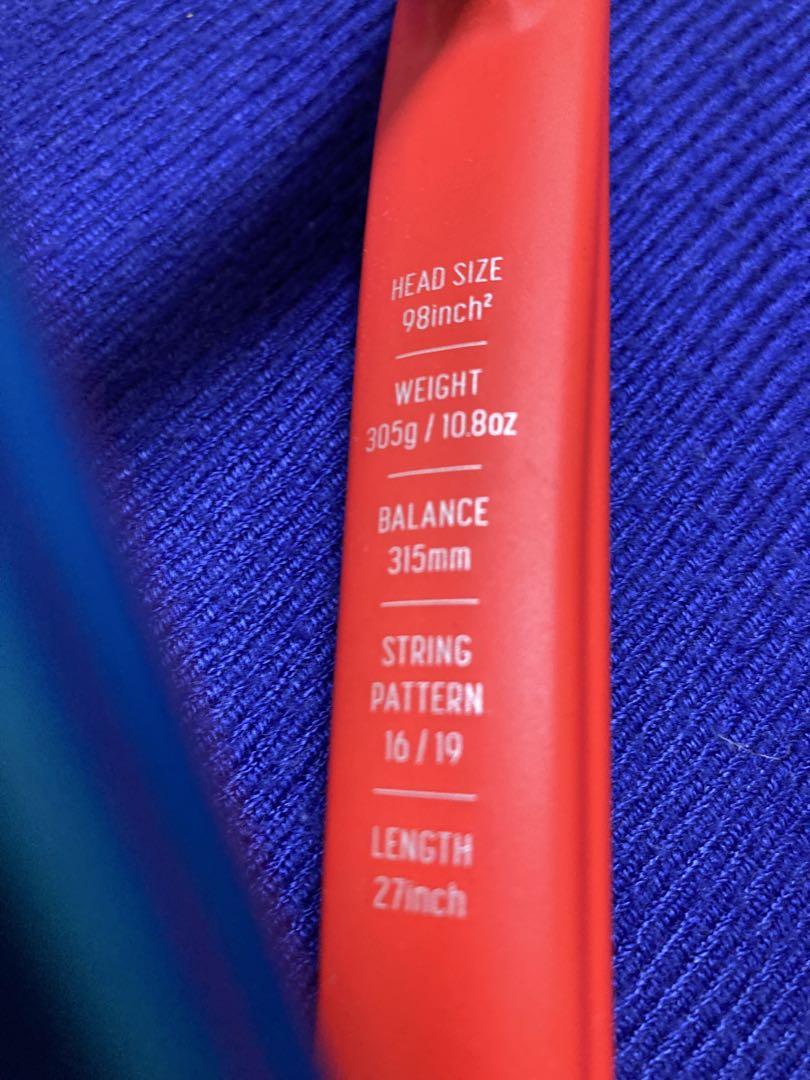 HEAD SIZE
98inch²
WEIGHT
305g / 10.8oz
BALANCE
315mm
STRING
PATTERN
16 / 19
LENGTH
27inch